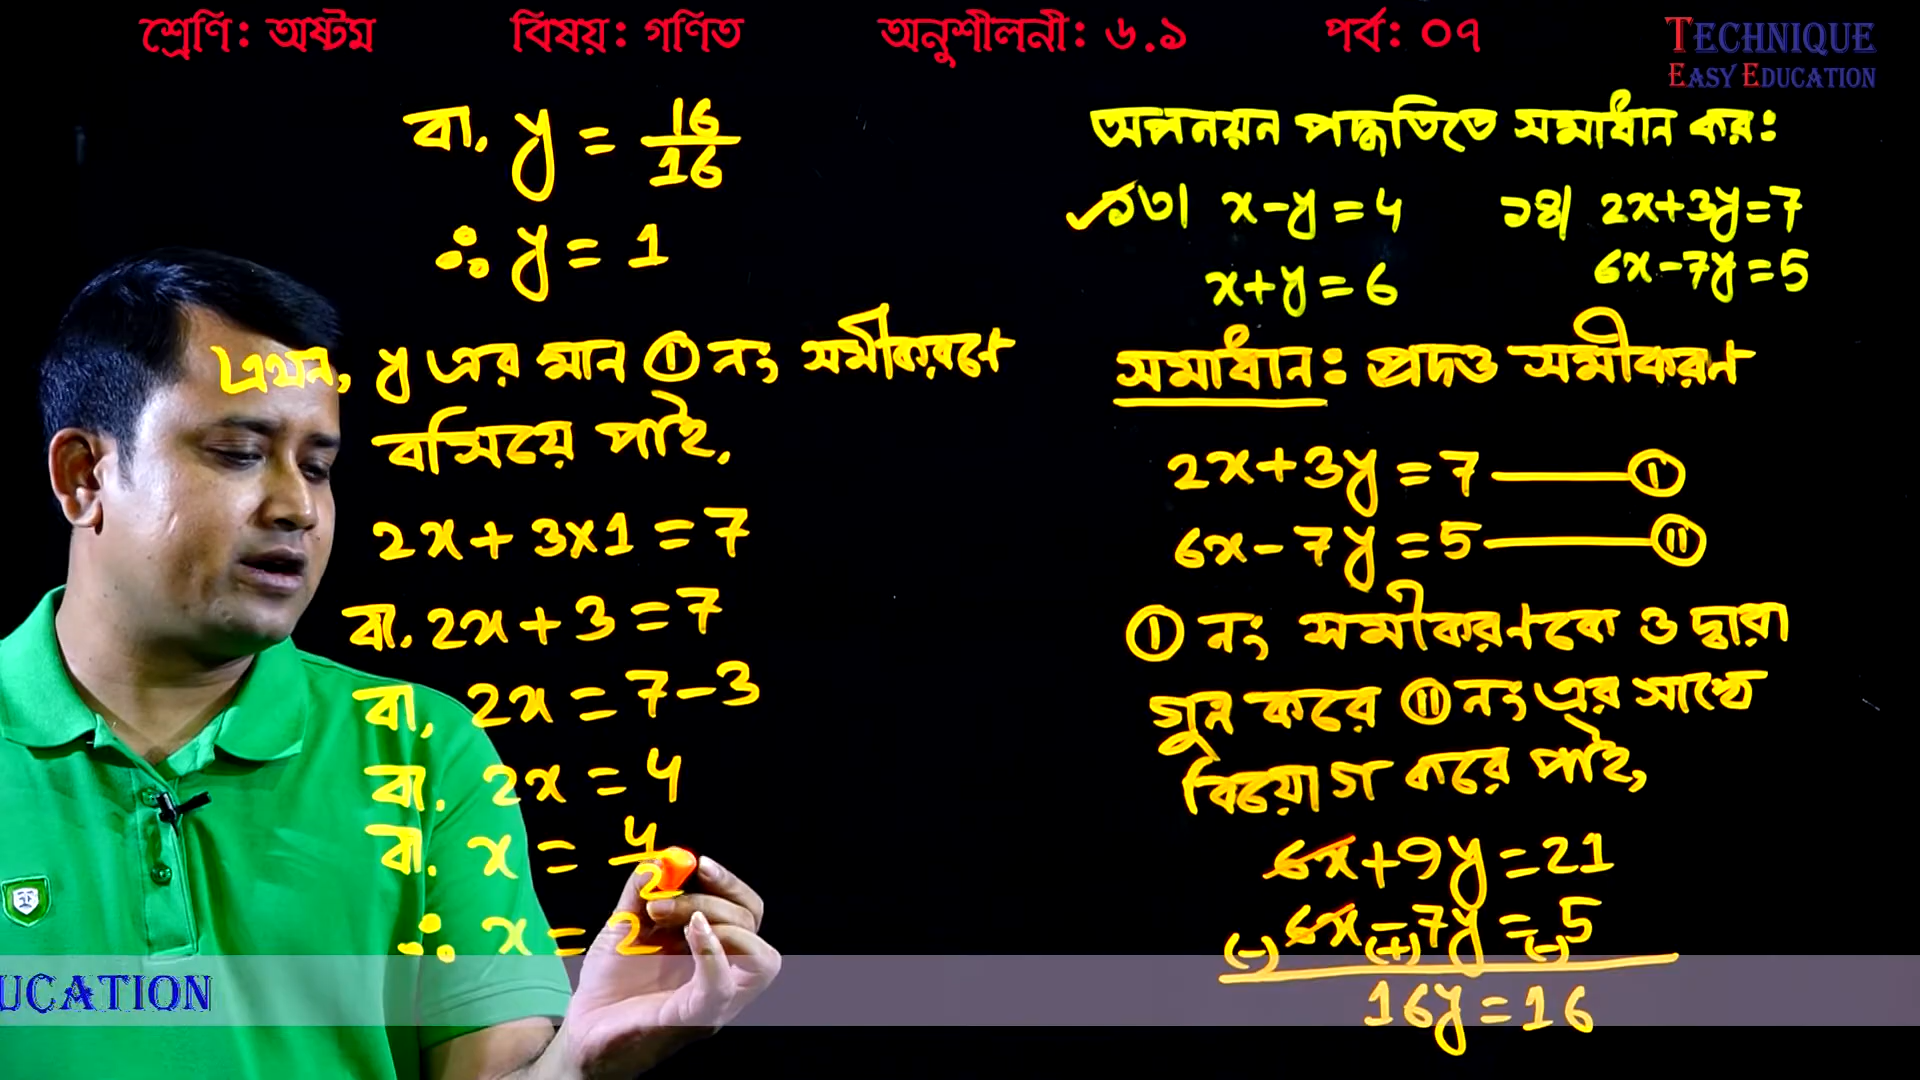 শ্রেণি: অষ্টম বিষয়: গণিত অনুশীলনী: ৬.১ পর্ব: ০৭
TECHNIQUE
EASY EDUCATION
বা, y = 16/16
∴ y = 1
এখন, y এর মান ① নং সমীকরণে
বসিয়ে পাই,
2x + 3x1 = 7
বা, 2x + 3 = 7
বা, 2x = 7 - 3
বা, 2x = 4
বা, x = 4/2
∴ x = 2
অপনয়ন পদ্ধতিতে সমাধান কর:
✓১৩। x - y = 4 ১৪। 2x + 3y = 7
x + y = 6 6x - 7y = 5
সমাধান: প্রদত্ত সমীকরণ
2x + 3y = 7 —— ①
6x - 7y = 5 —— ⑪
① নং সমীকরণকে ৩ দ্বারা
গুন করে ⑪ নং এর সাথে
বিয়োগ করে পাই,
6x + 9y = 21
6x - 7y = 5
(-) (+) (-)
16y = 16
UCATION